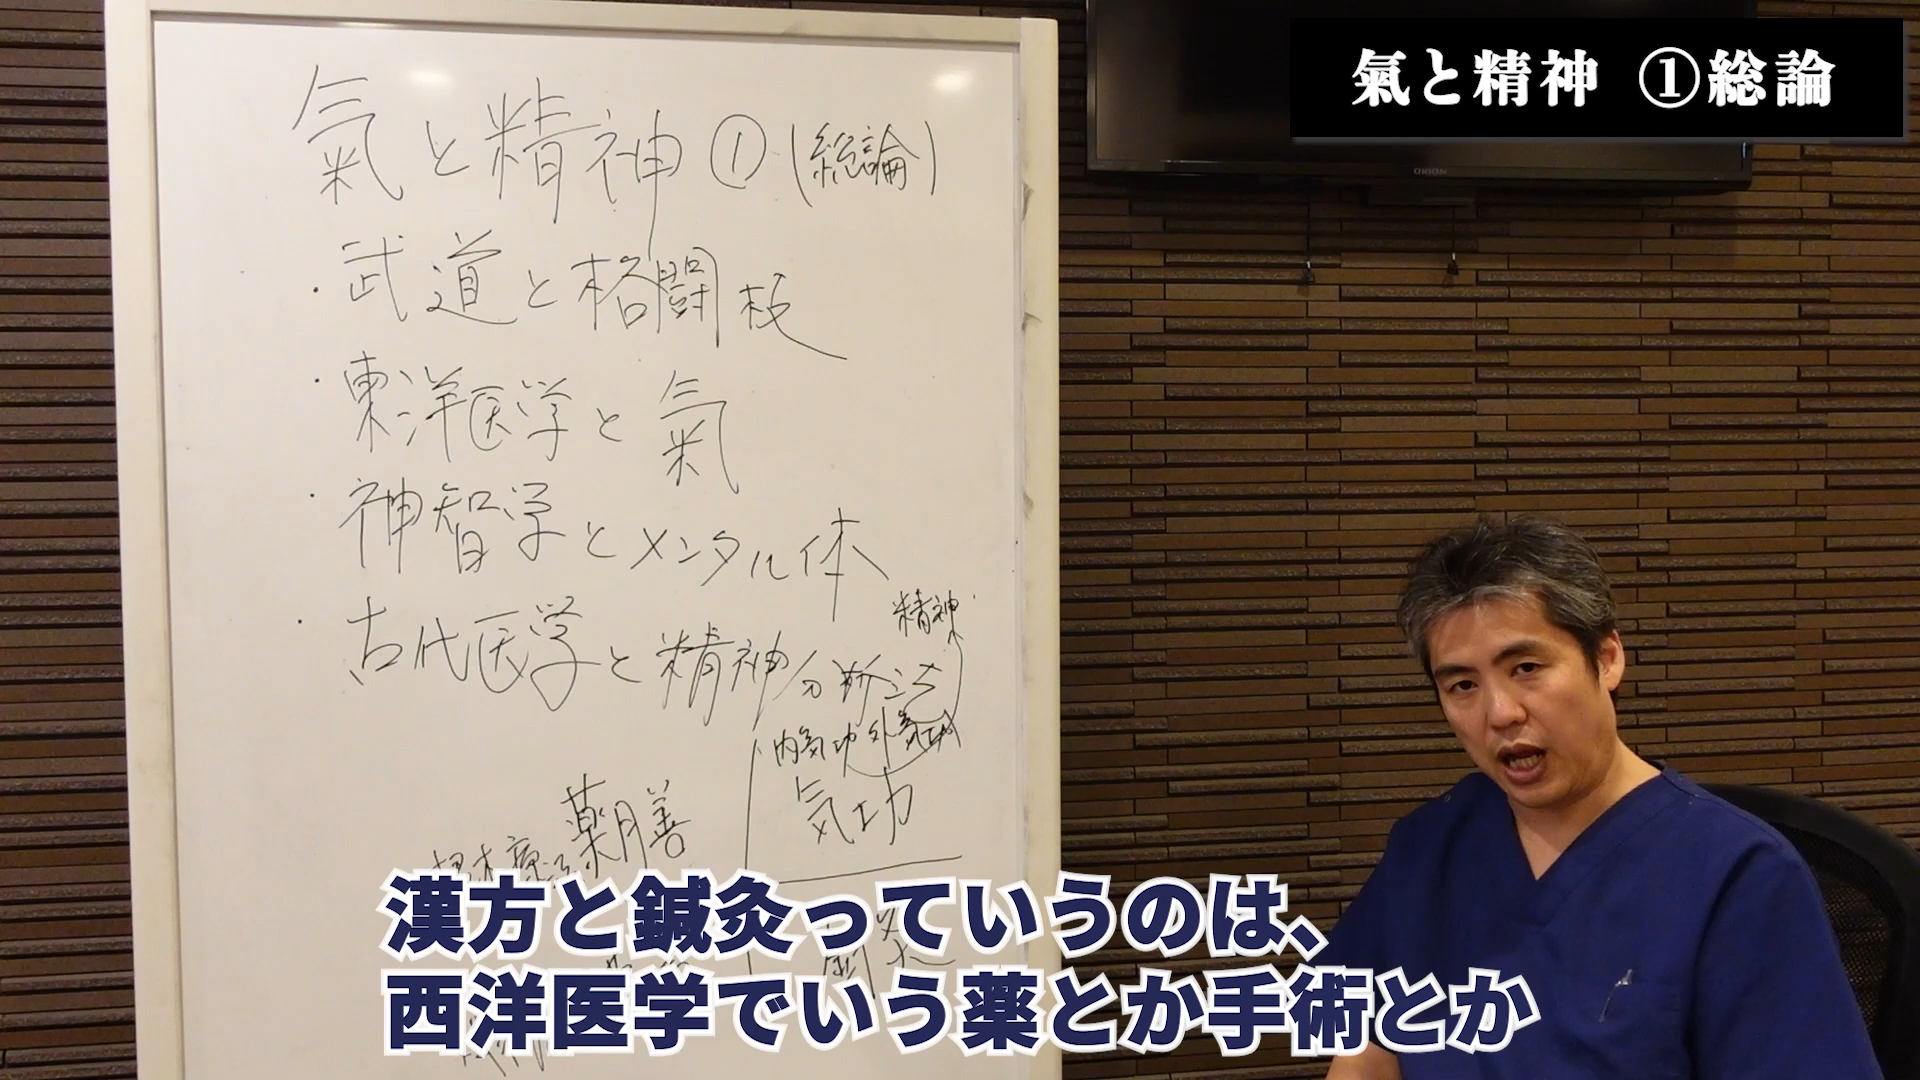 氣と精神 ①総論
ORION
氣と精神①(総論)
・武道と格闘技
・東洋医学と氣
・神智学とメンタル体
・古代医学と精神分析
精神
内気功 外気功
気功
薬膳
漢方と鍼灸っていうのは、
西洋医学でいう薬とか手術とか